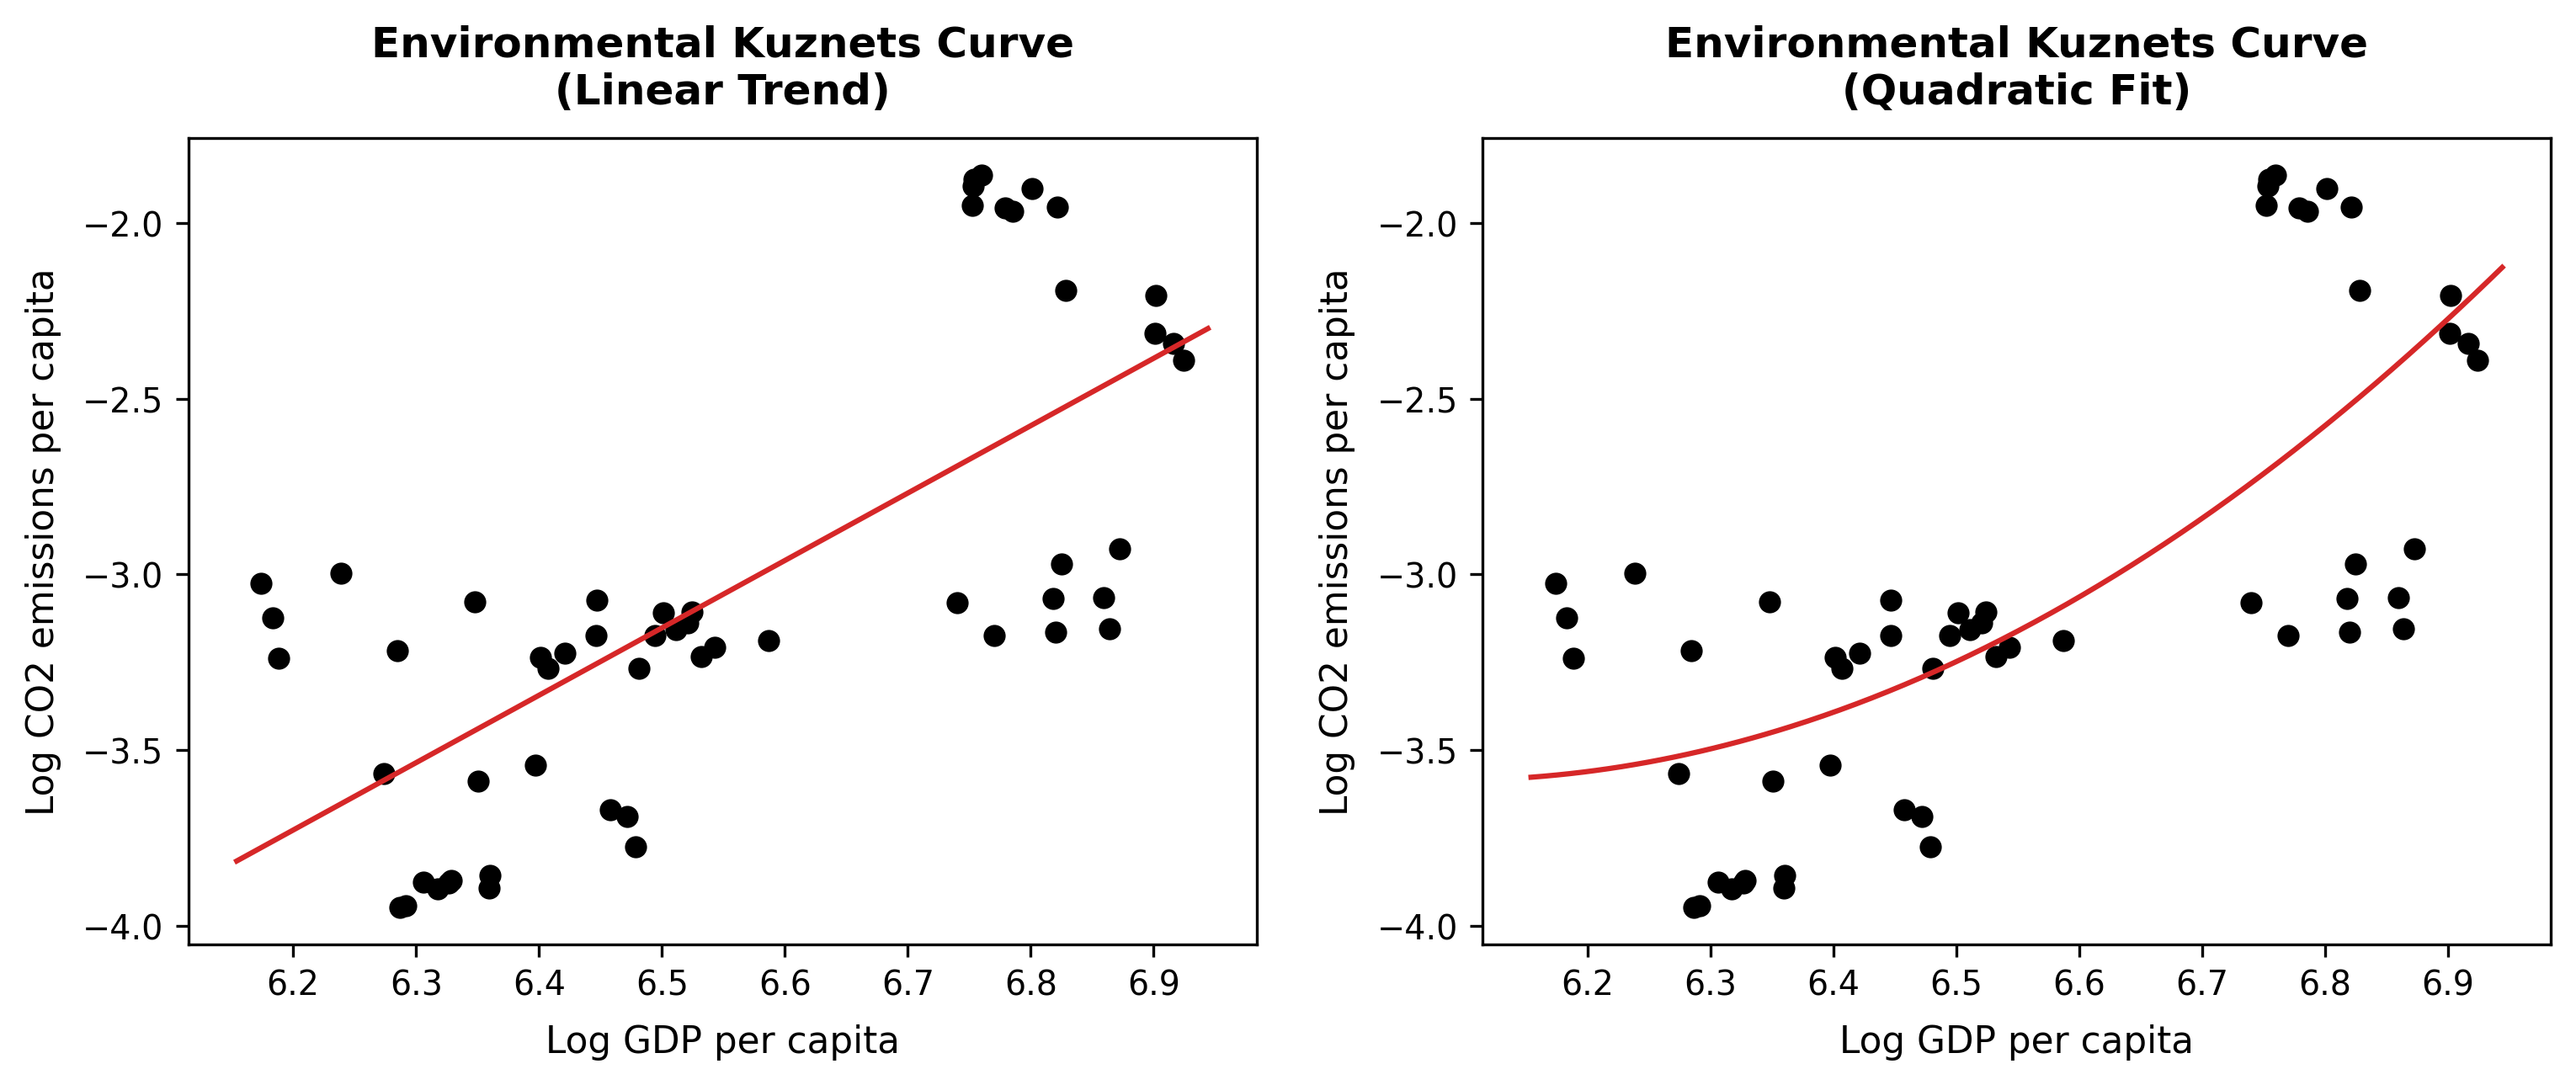 Environmental Kuznets Curve
(Linear Trend)
Log CO2 emissions per capita
−2.0
−2.5
−3.0
−3.5
−4.0
6.2 6.3 6.4 6.5 6.6 6.7 6.8 6.9
Log GDP per capita
Environmental Kuznets Curve
(Quadratic Fit)
Log CO2 emissions per capita
−2.0
−2.5
−3.0
−3.5
−4.0
6.2 6.3 6.4 6.5 6.6 6.7 6.8 6.9
Log GDP per capita